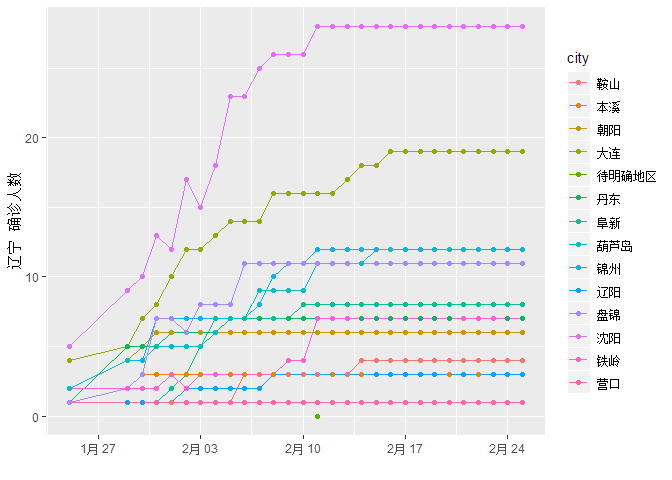 辽宁 确诊人数
20
10
0
1月 27
2月 03
2月 10
2月 17
2月 24
city
鞍山
本溪
朝阳
大连
待明确地区
丹东
阜新
葫芦岛
锦州
辽阳
盘锦
沈阳
铁岭
营口